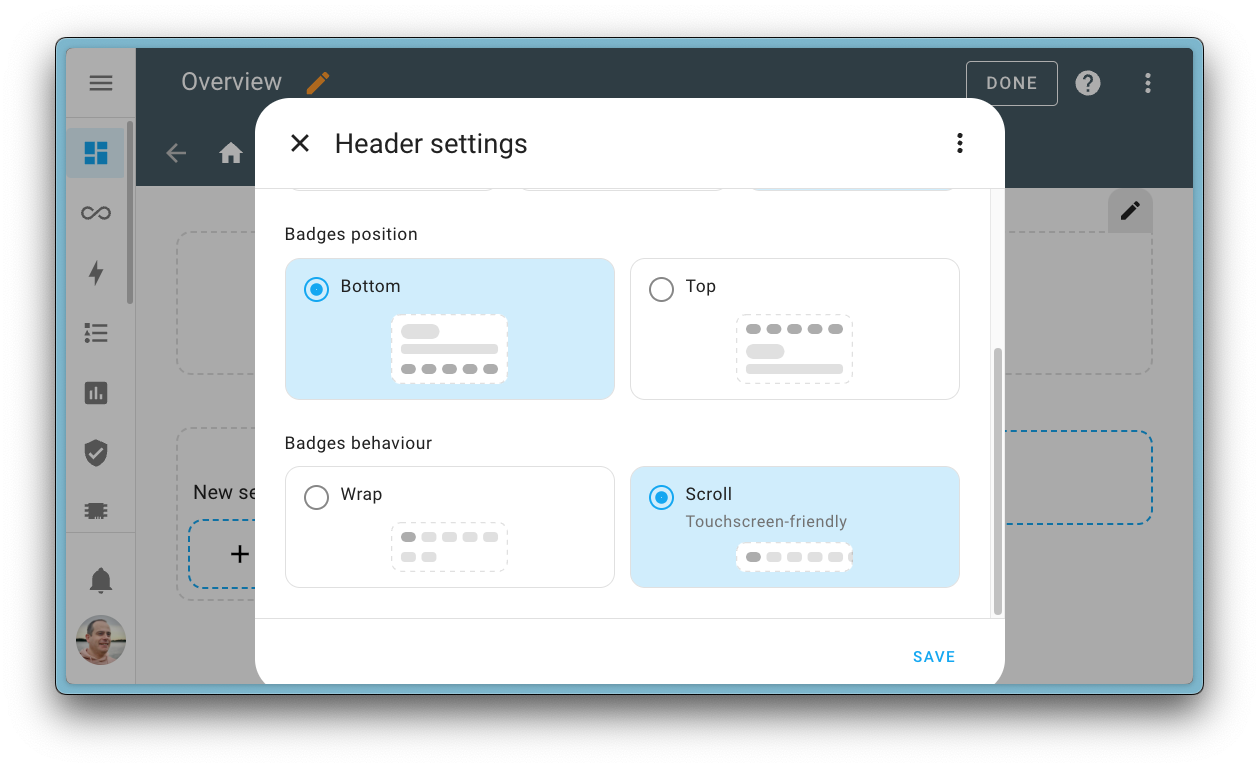 Overview
DONE
Header settings
Badges position
Bottom
Top
Badges behaviour
Wrap
Scroll
Touchscreen-friendly
New se
SAVE